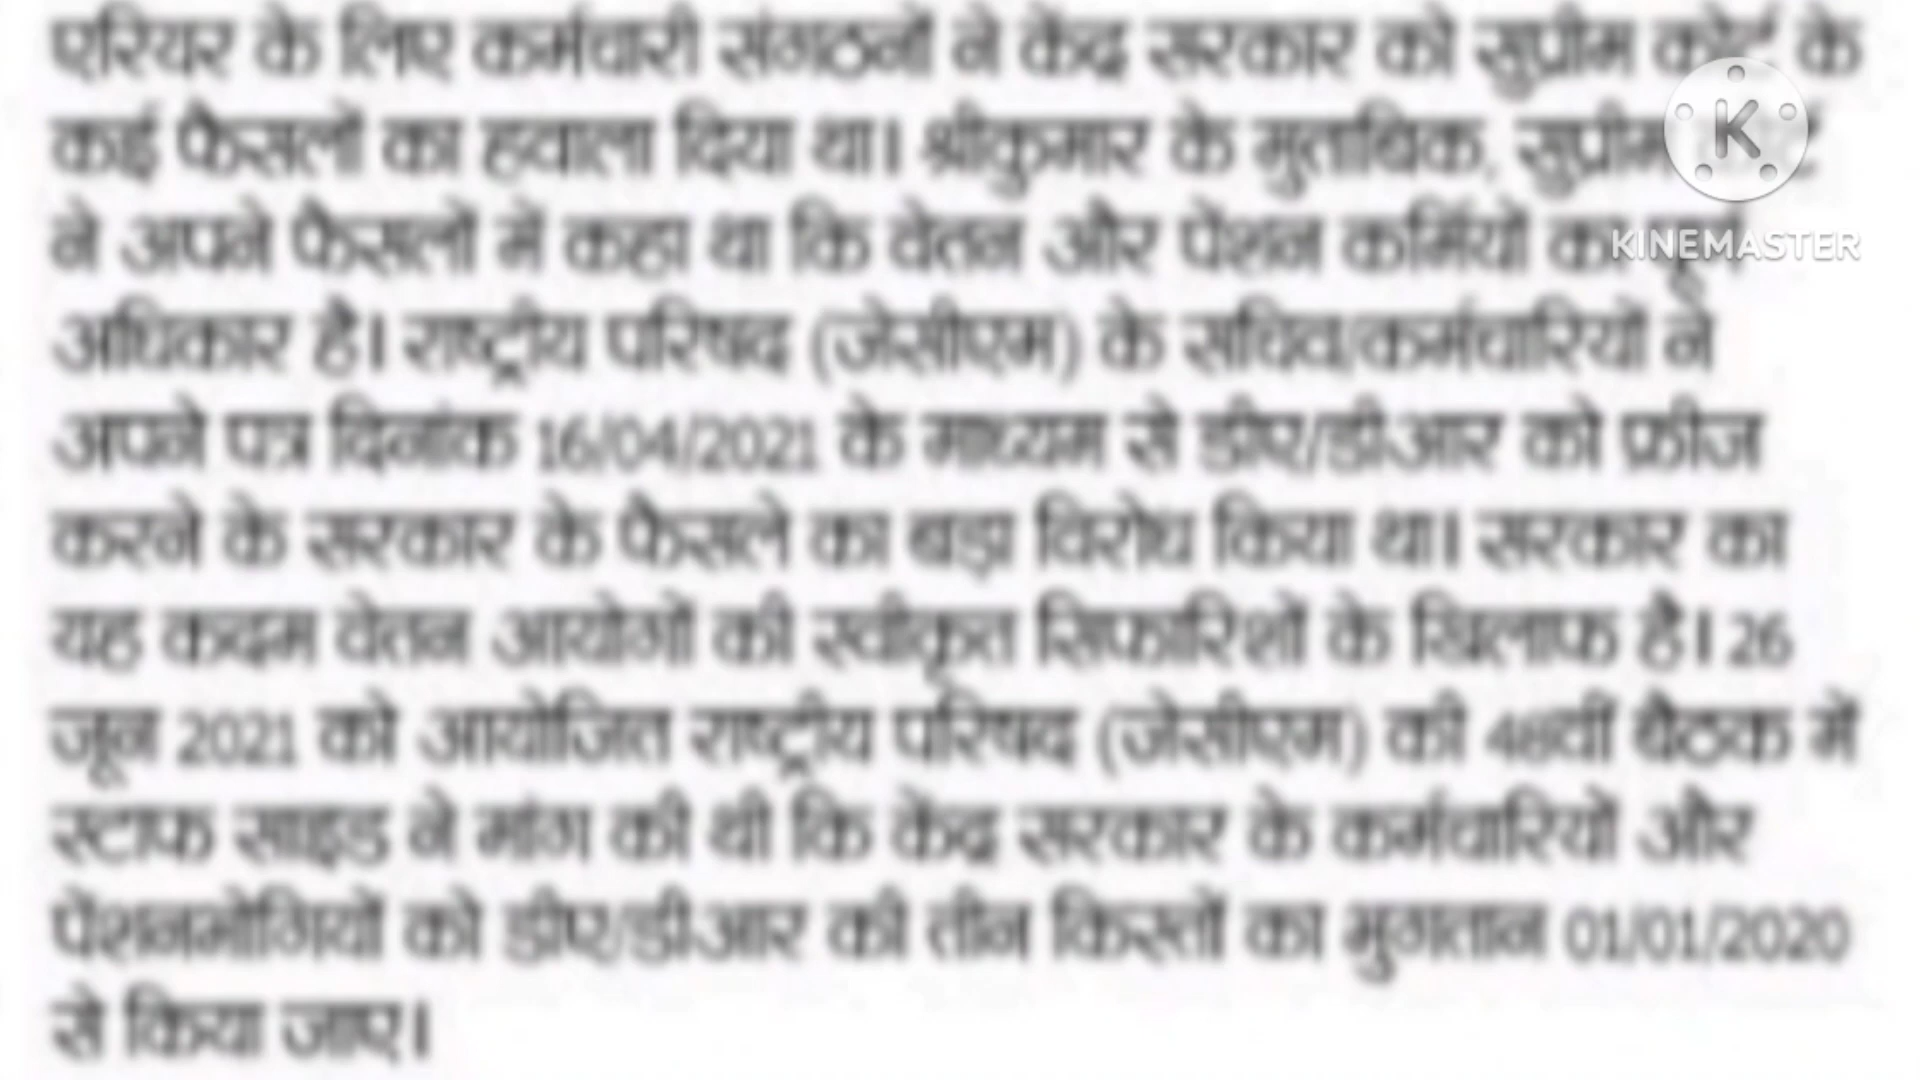 एरियर के लिए कर्मचारी संगठनों ने केंद्र सरकार को सुप्रीम कोर्ट के
कई फैसलों का हवाला दिया था। श्रीकुमार के मुताबिक, सुप्रीम
ने अपने फैसलों में कहा था कि वेतन और पेंशन कर्मियों का पूर्ण
अधिकार है। राष्ट्रीय परिषद (जेसीएम) के सचिव/कर्मचारियों ने
अपने पत्र दिनांक 16/04/2021 के माध्यम से डीए/डीआर को फ्रीज
करने के सरकार के फैसले का बड़ा विरोध किया था। सरकार का
यह कदम वेतन आयोगों की स्वीकृत सिफारिशों के खिलाफ है। 26
जून 2021 को आयोजित राष्ट्रीय परिषद (जेसीएम) की 48वीं बैठक में
स्टाफ साइड ने मांग की थी कि केंद्र सरकार के कर्मचारियों और
पेंशनभोगियों को डीए/डीआर की तीन किस्तों का भुगतान 01/01/2020
से किया जाए।
K
KINEMASTER